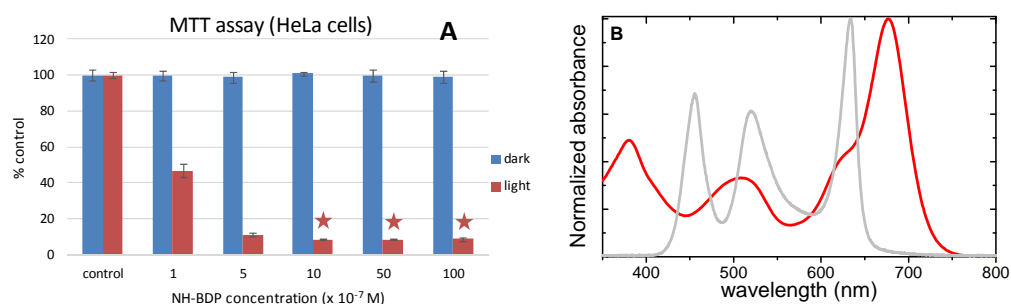 MTT assay (HeLa cells)
A
120
100
80
60
40
20
0
% control
control 1 5 10 50 100
NH-BDP concentration (x 10⁻⁷ M)
dark
light
B
Normalized absorbance
400 500 600 700 800
wavelength (nm)